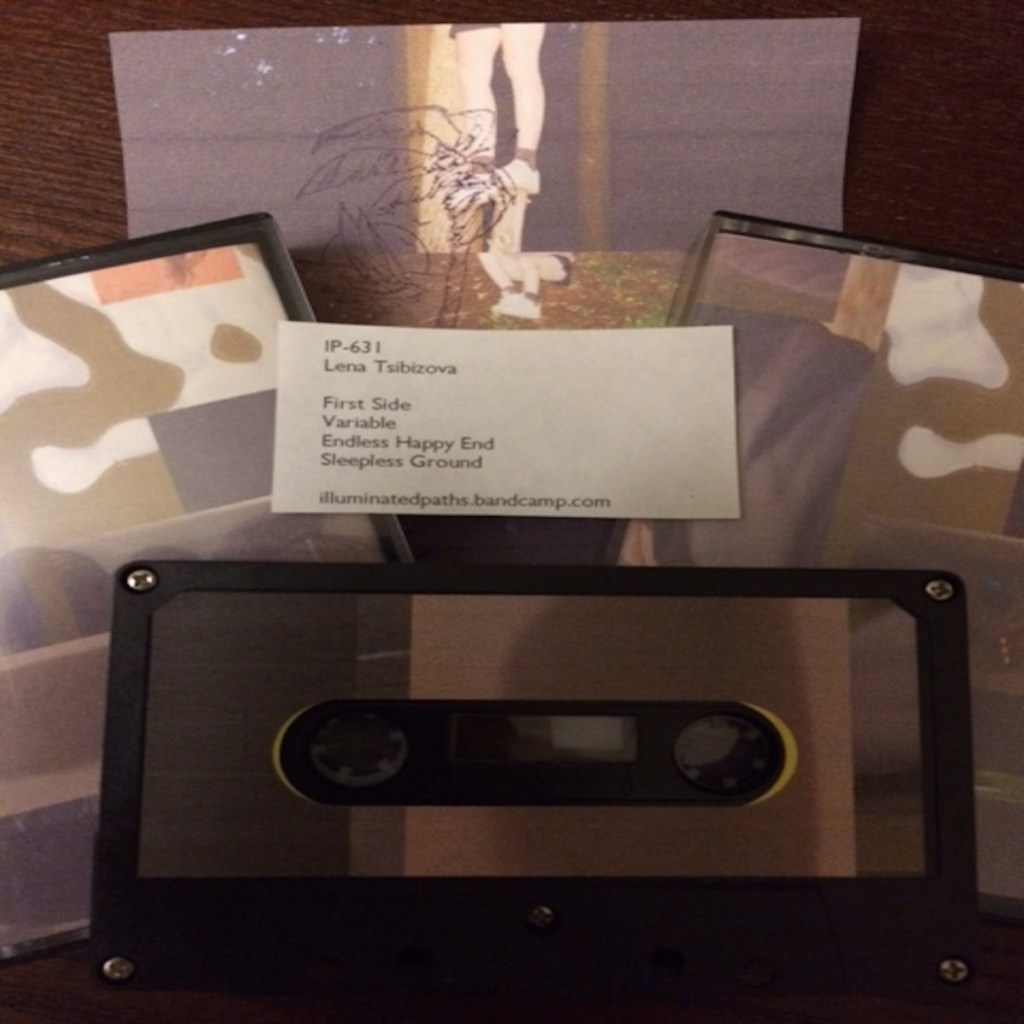 IP-631
Lena Tsibizova
First Side
Variable
Endless Happy End
Sleepless Ground
illuminatedpaths.bandcamp.com